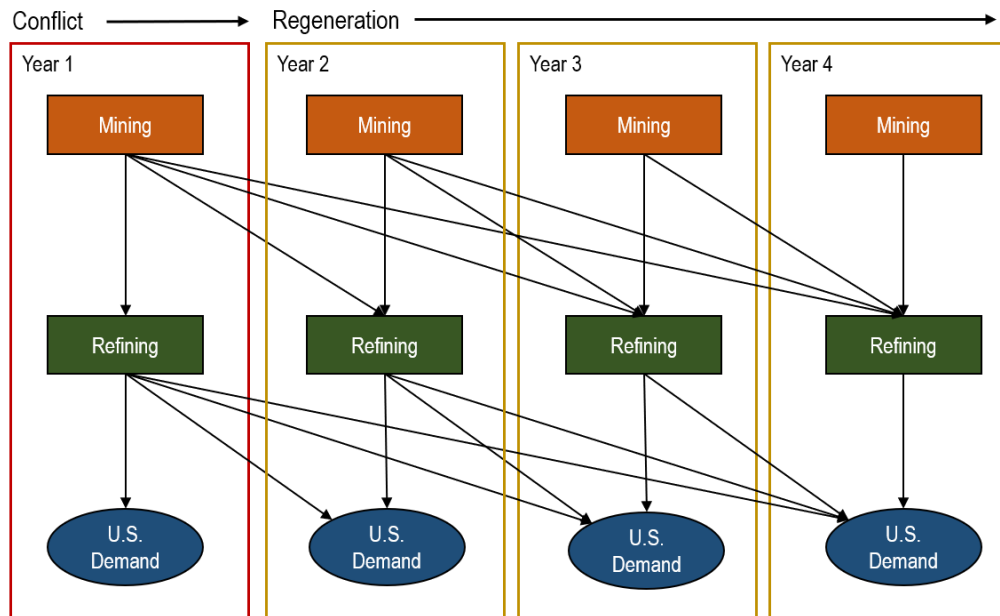 Conflict
Regeneration
Year 1
Year 2
Year 3
Year 4
Mining
Mining
Mining
Mining
Refining
Refining
Refining
Refining
U.S.
Demand
U.S.
Demand
U.S.
Demand
U.S.
Demand